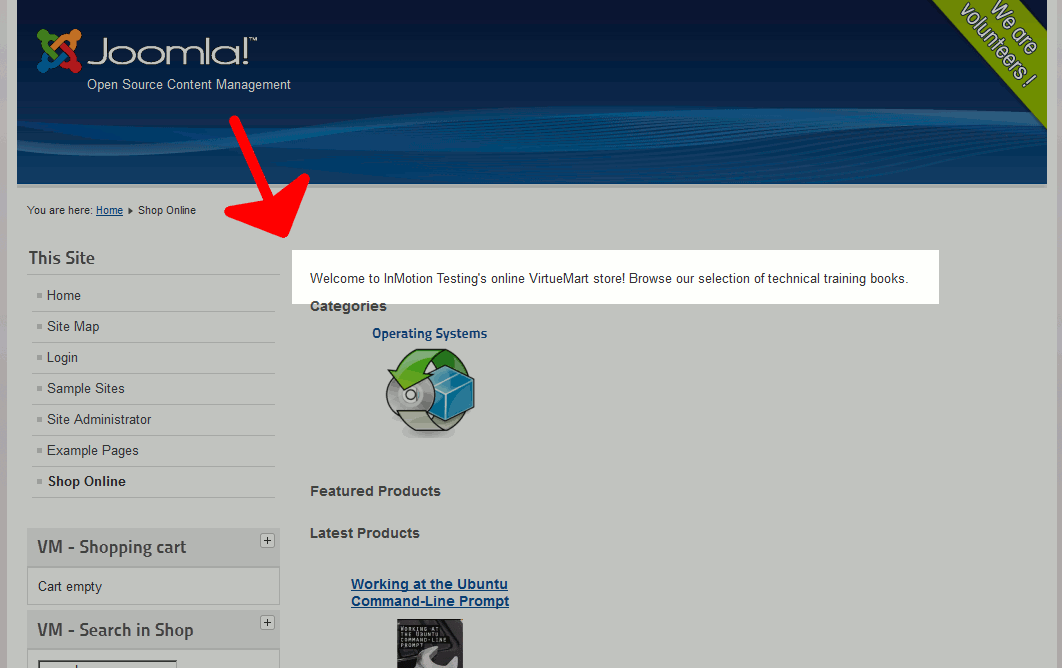 Joomla!™
Open Source Content Management
We are
volunteers !
You are here: Home Shop Online
This Site
Home
Site Map
Login
Sample Sites
Site Administrator
Example Pages
Shop Online
VM - Shopping cart
Cart empty
VM - Search in Shop
Welcome to InMotion Testing's online VirtueMart store! Browse our selection of technical training books.
Categories
Operating Systems
Featured Products
Latest Products
Working at the Ubuntu
Command-Line Prompt
WORKING AT
THE UBUNTU
COMMAND-LINE
PROMPT